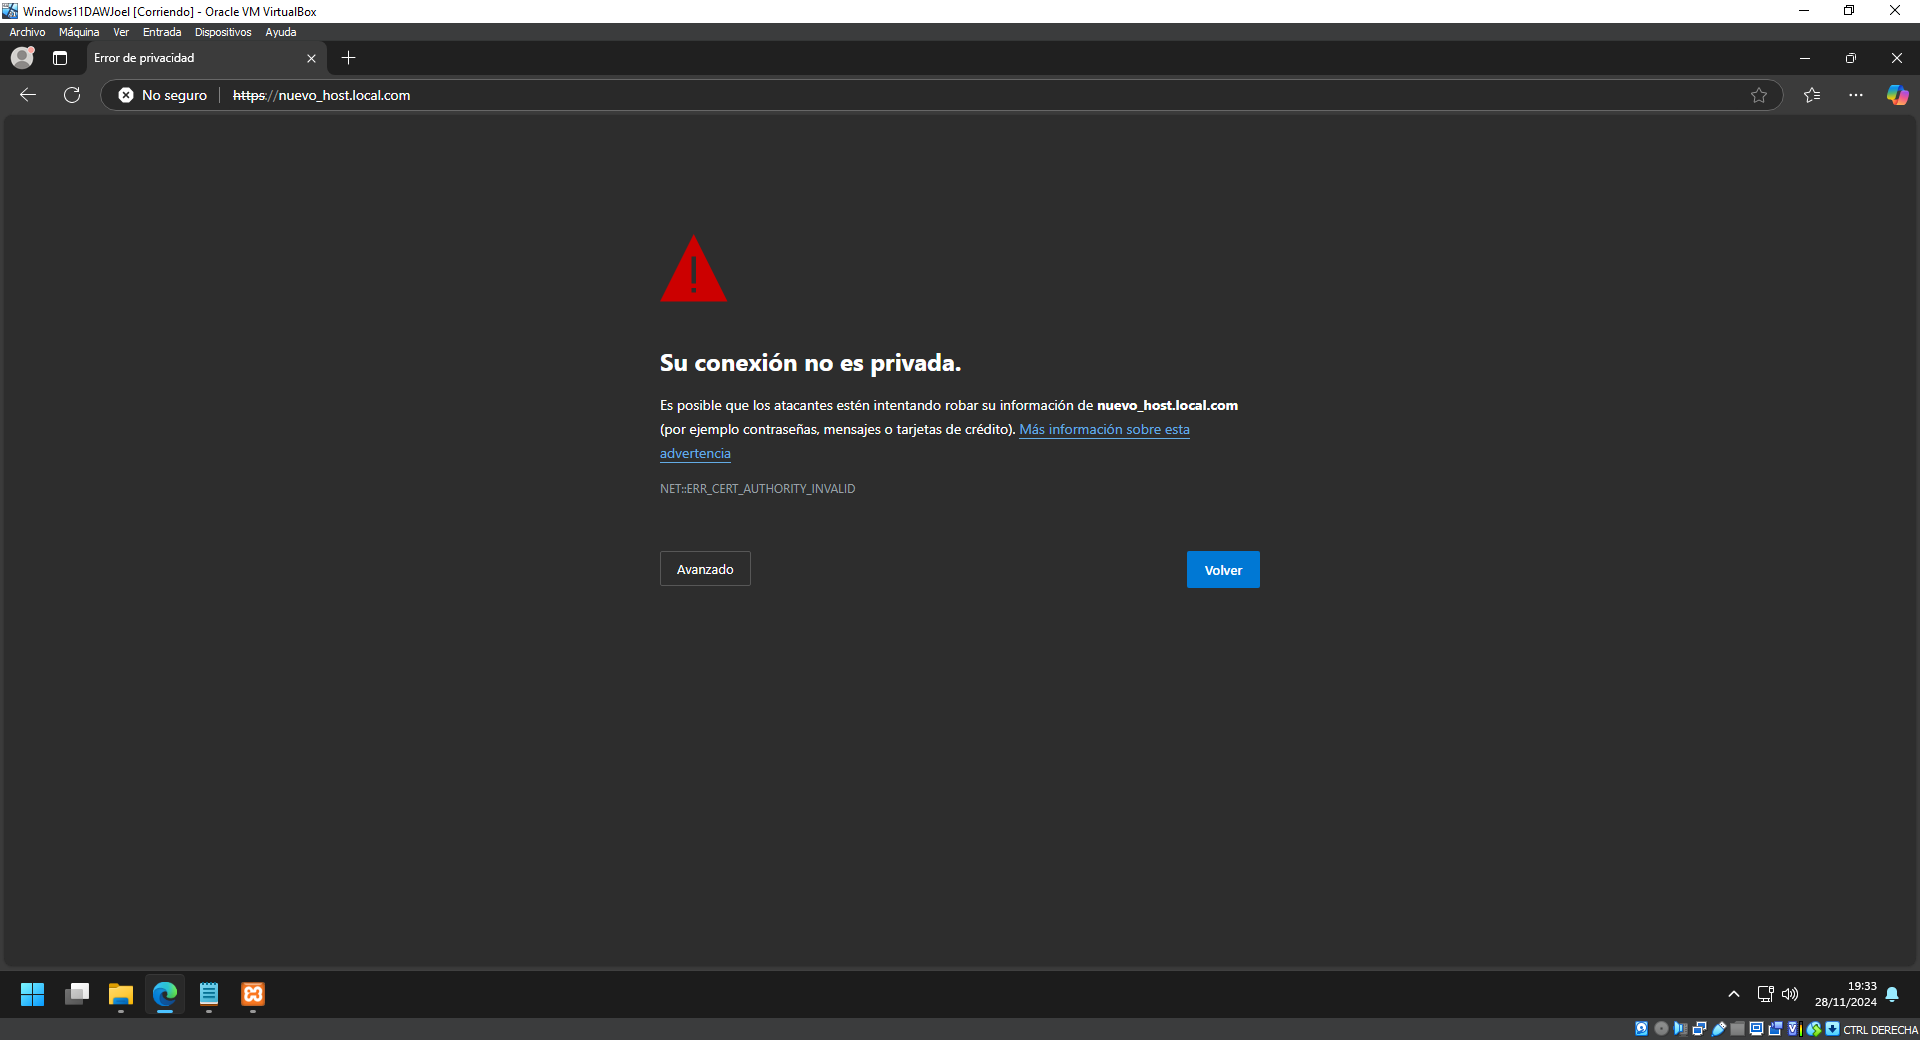 Windows11DAWJoel [Corriendo] - Oracle VM VirtualBox
Archivo Máquina Ver Entrada Dispositivos Ayuda
Error de privacidad
No seguro https://nuevo_host.local.com
Su conexión no es privada.
Es posible que los atacantes estén intentando robar su información de nuevo_host.local.com
(por ejemplo contraseñas, mensajes o tarjetas de crédito). Más información sobre esta
advertencia
NET::ERR_CERT_AUTHORITY_INVALID
Avanzado Volver
19:33
28/11/2024
CTRL DERECHA